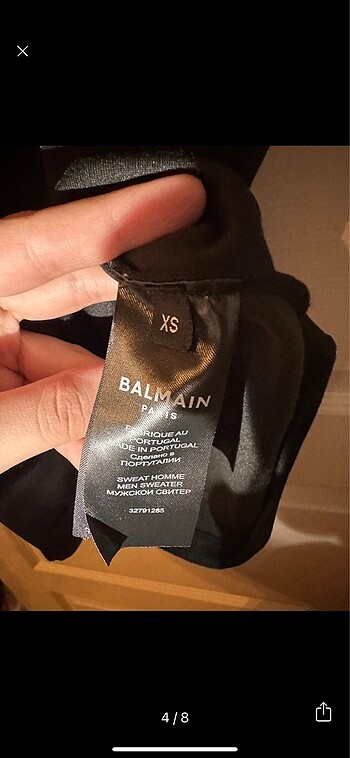 XS
BALMAIN
PARIS
FABRIQUE AU
PORTUGAL
MADE IN PORTUGAL
Сделано в
ПОРТУГАЛИИ
SWEAT HOMME
MEN SWEATER
МУЖСКОЙ СВИТЕР
32791285
4/8